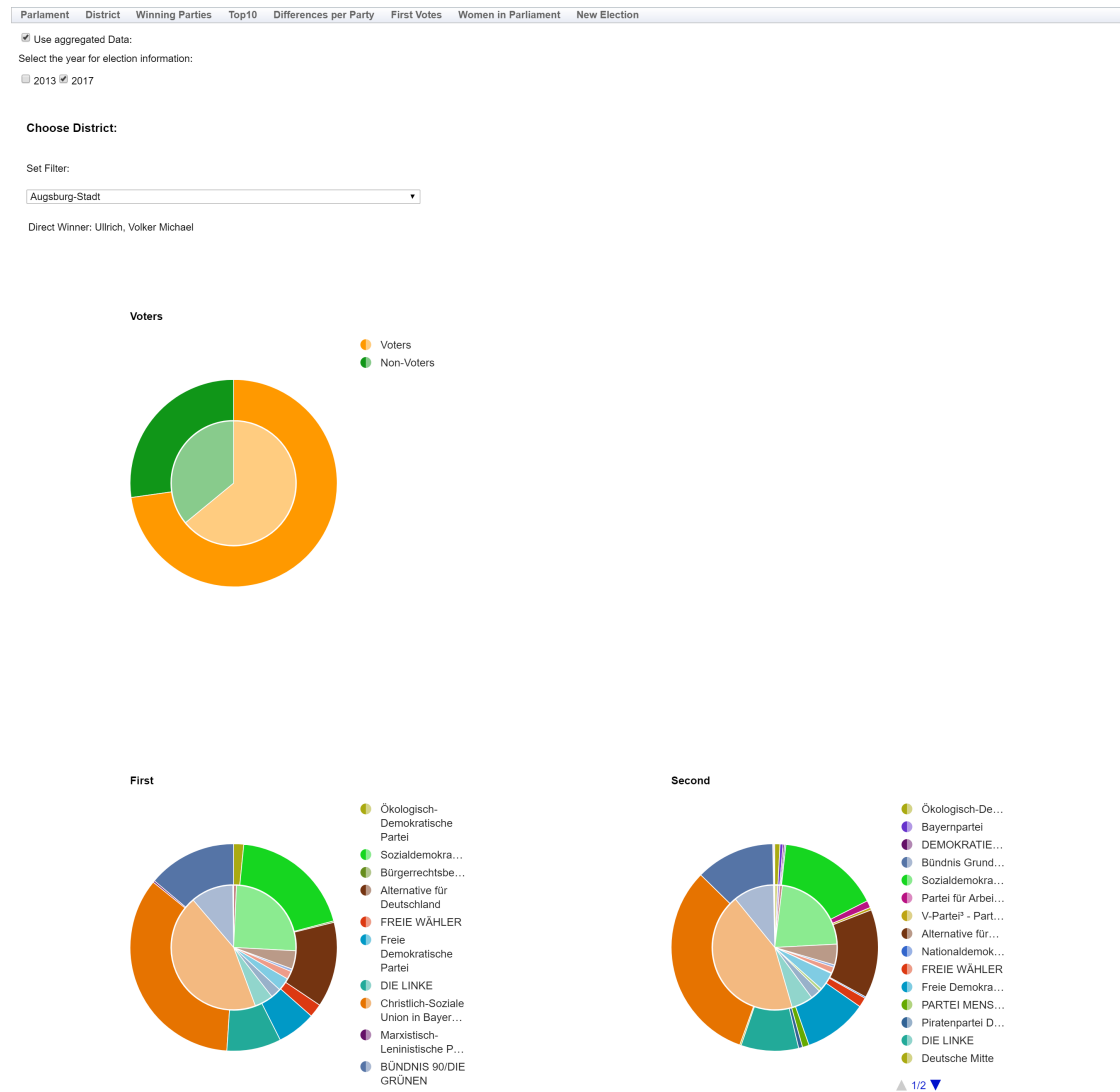 Parlament District Winning Parties Top10 Differences per Party First Votes Women in Parliament New Election
Use aggregated Data:
Select the year for election information:
2013 2017
Choose District:
Set Filter:
Augsburg-Stadt
Direct Winner: Ullrich, Volker Michael
Voters
Voters
Non-Voters
First
Ökologisch-
Demokratische
Partei
Sozialdemokra...
Bürgerrechtsbe...
Alternative für
Deutschland
FREIE WÄHLER
Freie
Demokratische
Partei
DIE LINKE
Christlich-Soziale
Union in Bayer...
Marxistisch-
Leninistische P...
BÜNDNIS 90/DIE
GRÜNEN
Second
Ökologisch-De...
Bayernpartei
DEMOKRATIE...
Bündnis Grund...
Sozialdemokra...
Partei für Arbei...
V-Partei³ - Part...
Alternative für...
Nationaldemok...
FREIE WÄHLER
Freie Demokra...
PARTEI MENS...
Piratenpartei D...
DIE LINKE
Deutsche Mitte
1/2